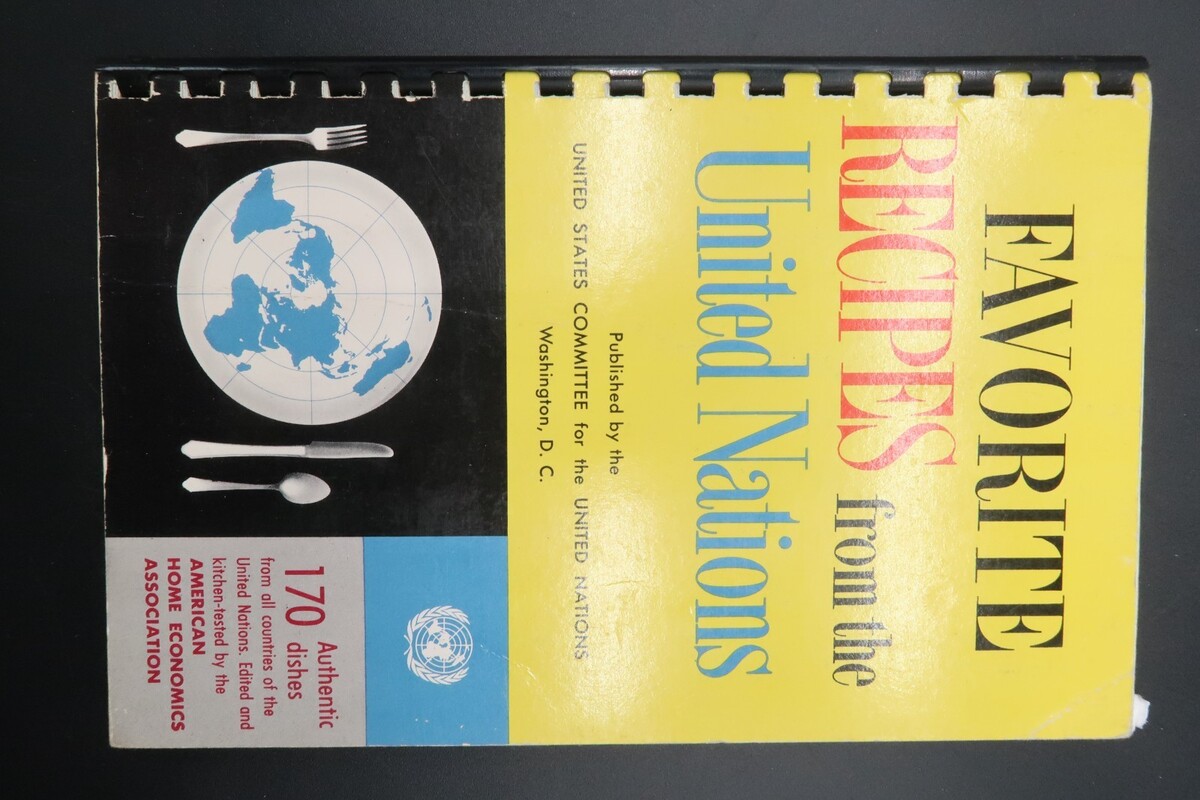 FAVORITE
RECIPES from the
United Nations
Published by the
UNITED STATES COMMITTEE for the UNITED NATIONS
Washington, D. C.
170 Authentic
dishes
from all countries of the
United Nations. Edited and
kitchen-tested by the
AMERICAN
HOME ECONOMICS
ASSOCIATION